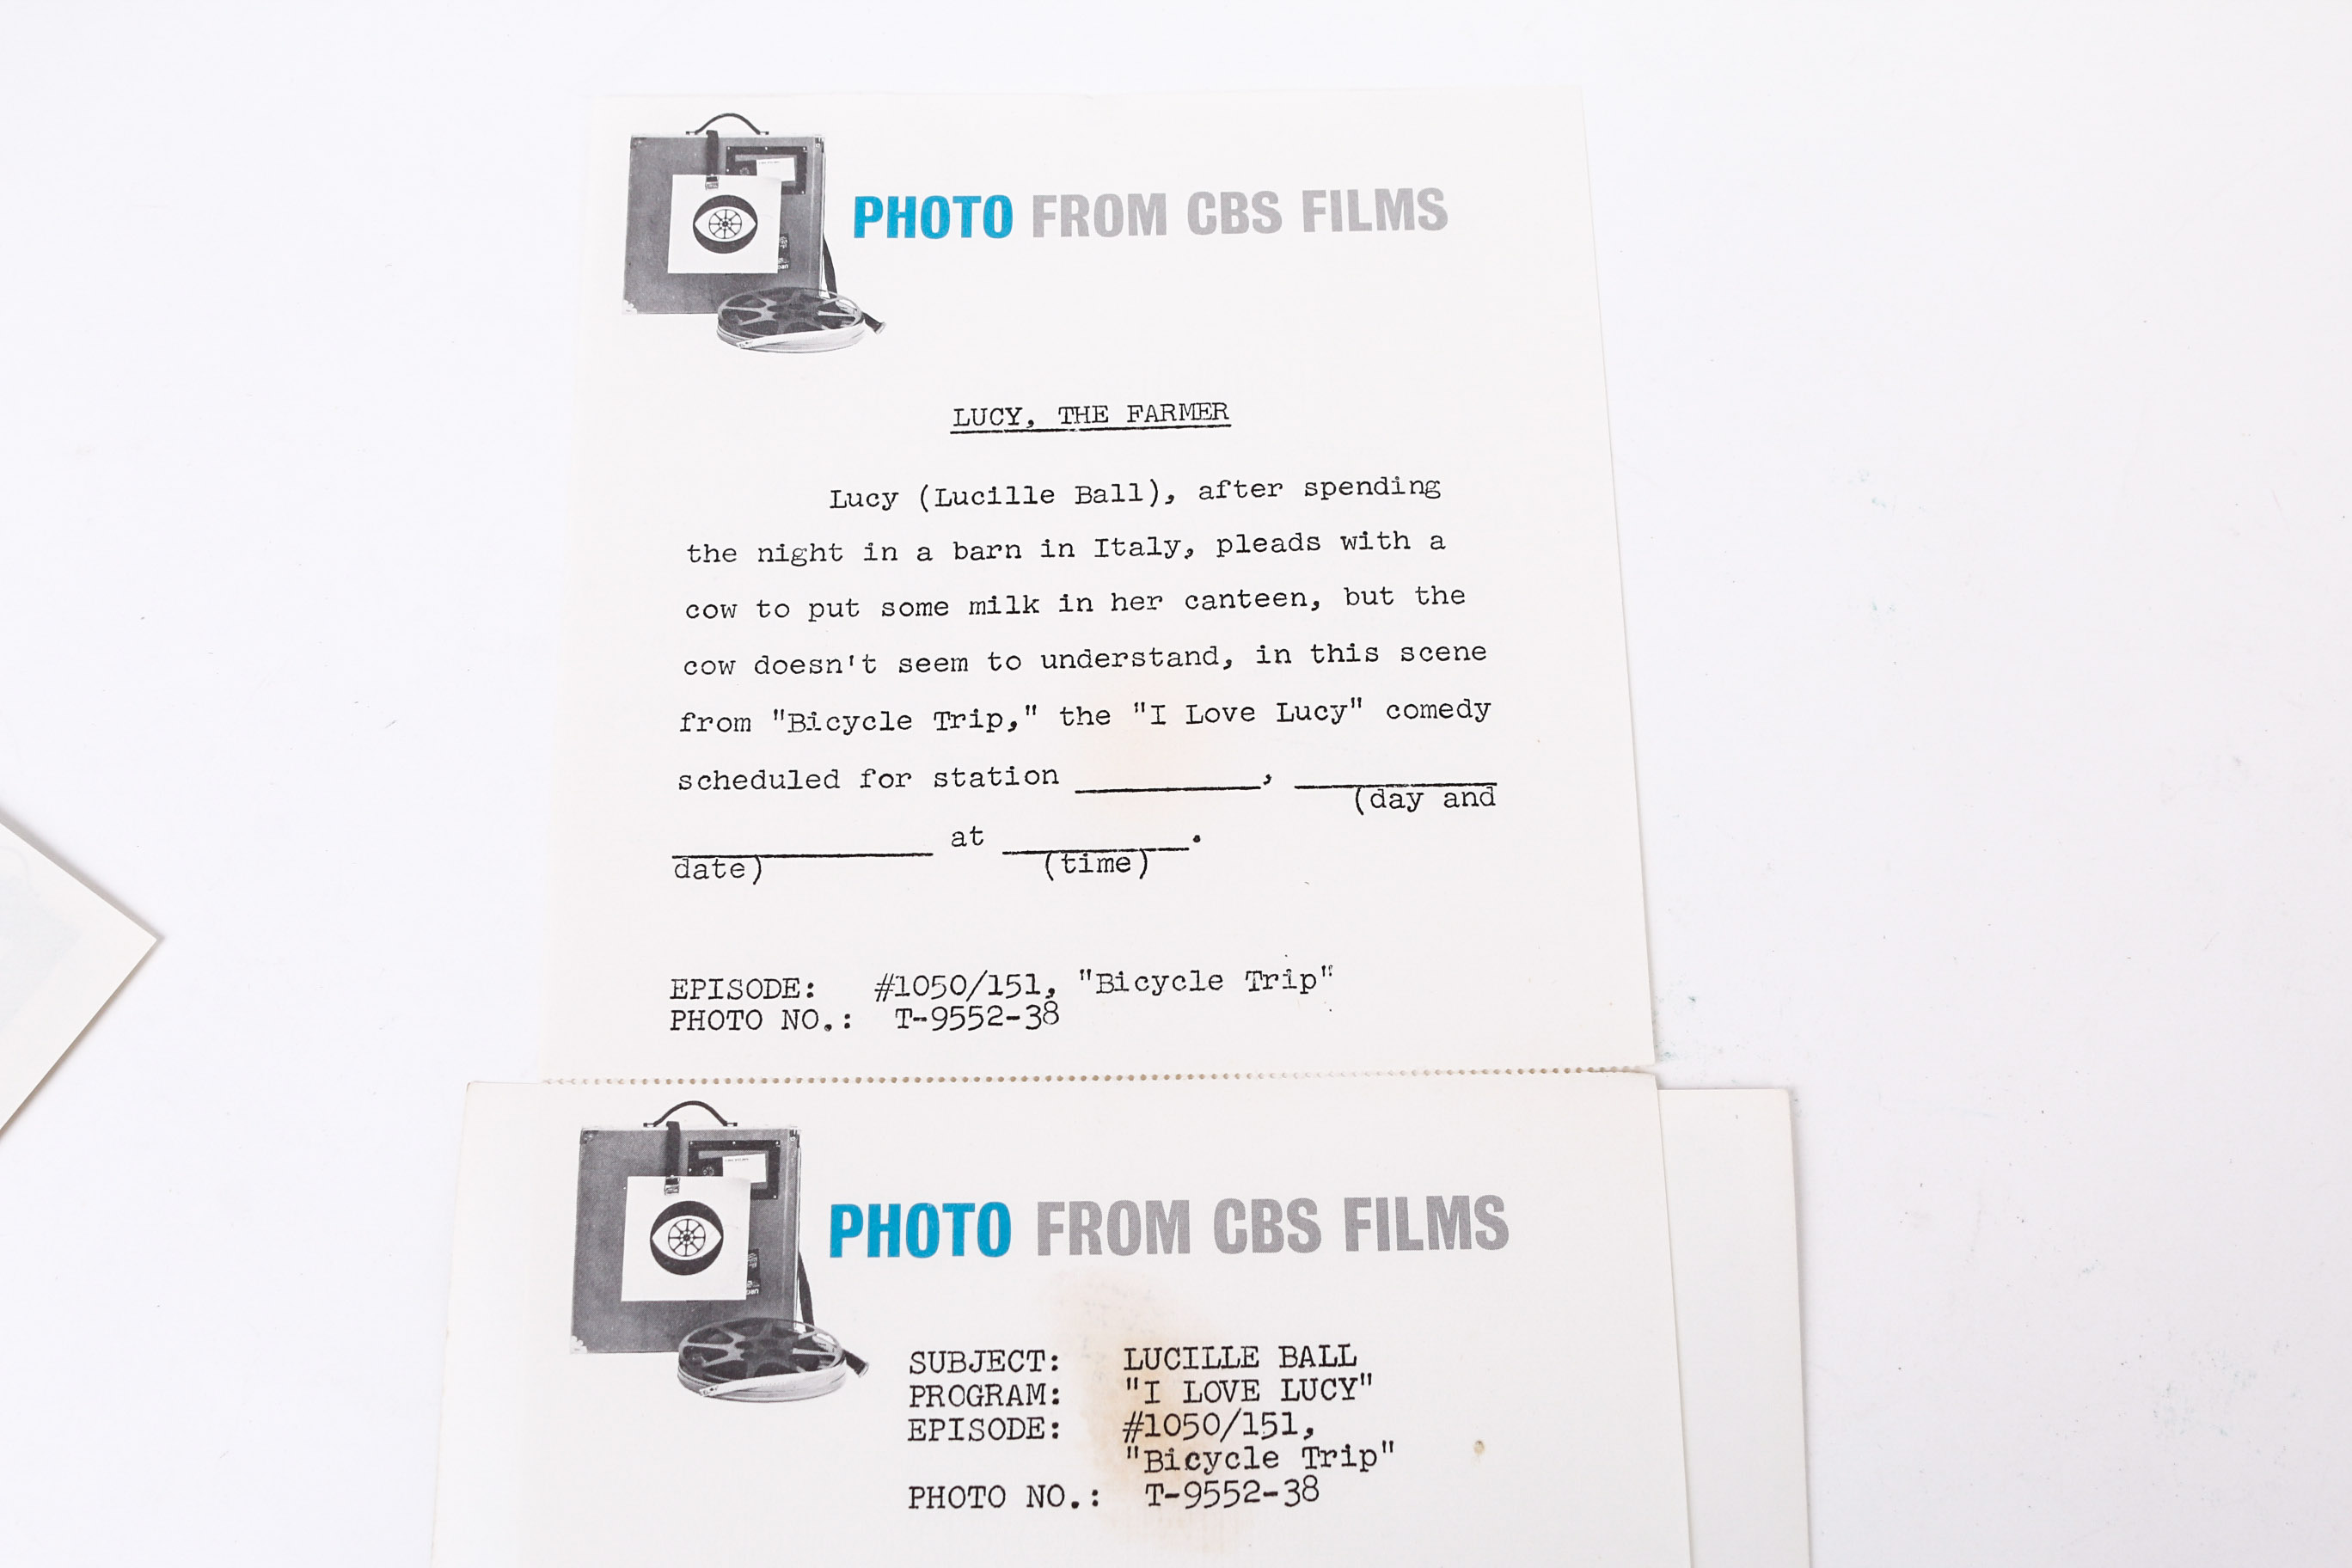 PHOTO FROM CBS FILMS
LUCY, THE FARMER
Lucy (Lucille Ball), after spending
the night in a barn in Italy, pleads with a
cow to put some milk in her canteen, but the
cow doesn't seem to understand, in this scene
from "Bicycle Trip," the "I Love Lucy" comedy
scheduled for station __________, __________
(day and
__________ at __________.
date) (time)
EPISODE: #1050/151, "Bicycle Trip"
PHOTO NO.: T-9552-38
PHOTO FROM CBS FILMS
SUBJECT: LUCILLE BALL
PROGRAM: "I LOVE LUCY"
EPISODE: #1050/151,
"Bicycle Trip"
PHOTO NO.: T-9552-38